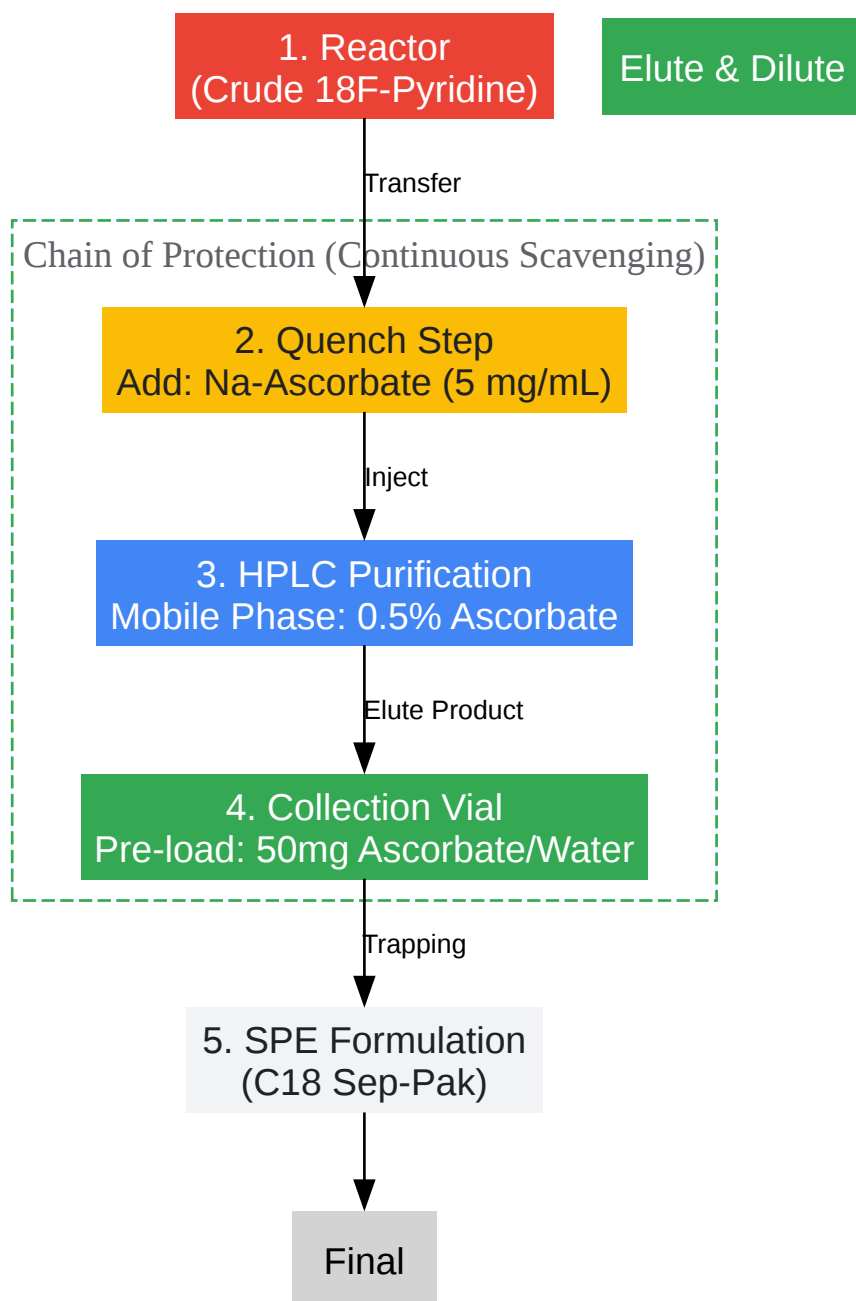 1. Reactor
(Crude 18F-Pyridine)
Elute & Dilute
Transfer
Chain of Protection (Continuous Scavenging)
2. Quench Step
Add: Na-Ascorbate (5 mg/mL)
Inject
3. HPLC Purification
Mobile Phase: 0.5% Ascorbate
Elute Product
4. Collection Vial
Pre-load: 50mg Ascorbate/Water
Trapping
5. SPE Formulation
(C18 Sep-Pak)
Final